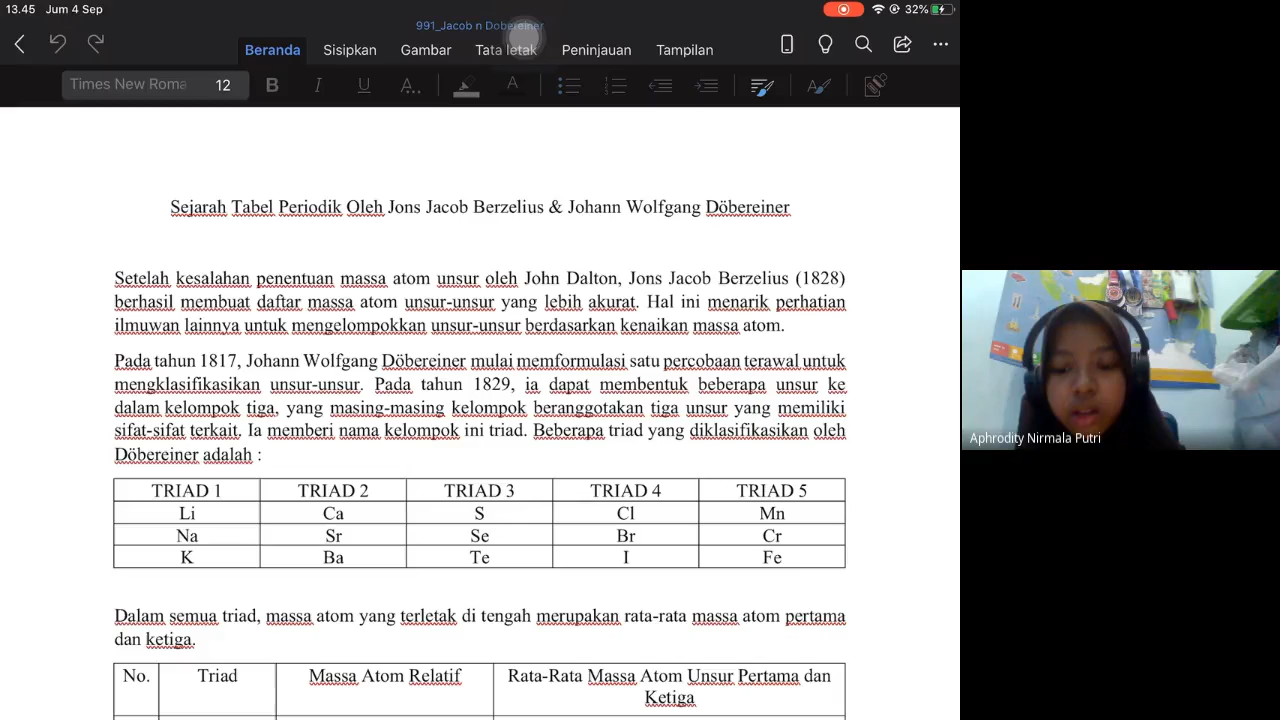 13.45 Jum 4 Sep
32%
991_Jacob n Dobereiner
Beranda Sisipkan Gambar Tata letak Peninjauan Tampilan
Times New Roma 12 B I U A..
Sejarah Tabel Periodik Oleh Jons Jacob Berzelius & Johann Wolfgang Döbereiner
Setelah kesalahan penentuan massa atom unsur oleh John Dalton, Jons Jacob Berzelius (1828)
berhasil membuat daftar massa atom unsur-unsur yang lebih akurat. Hal ini menarik perhatian
ilmuwan lainnya untuk mengelompokkan unsur-unsur berdasarkan kenaikan massa atom.
Pada tahun 1817, Johann Wolfgang Döbereiner mulai memformulasi satu percobaan terawal untuk
mengklasifikasikan unsur-unsur. Pada tahun 1829, ia dapat membentuk beberapa unsur ke
dalam kelompok tiga, yang masing-masing kelompok beranggotakan tiga unsur yang memiliki
sifat-sifat terkait. Ia memberi nama kelompok ini triad. Beberapa triad yang diklasifikasikan oleh
Döbereiner adalah :
TRIAD 1 TRIAD 2 TRIAD 3 TRIAD 4 TRIAD 5
Li Ca S Cl Mn
Na Sr Se Br Cr
K Ba Te I Fe
Dalam semua triad, massa atom yang terletak di tengah merupakan rata-rata massa atom pertama
dan ketiga.
No. Triad Massa Atom Relatif Rata-Rata Massa Atom Unsur Pertama dan
Ketiga
Aphrodity Nirmala Putri